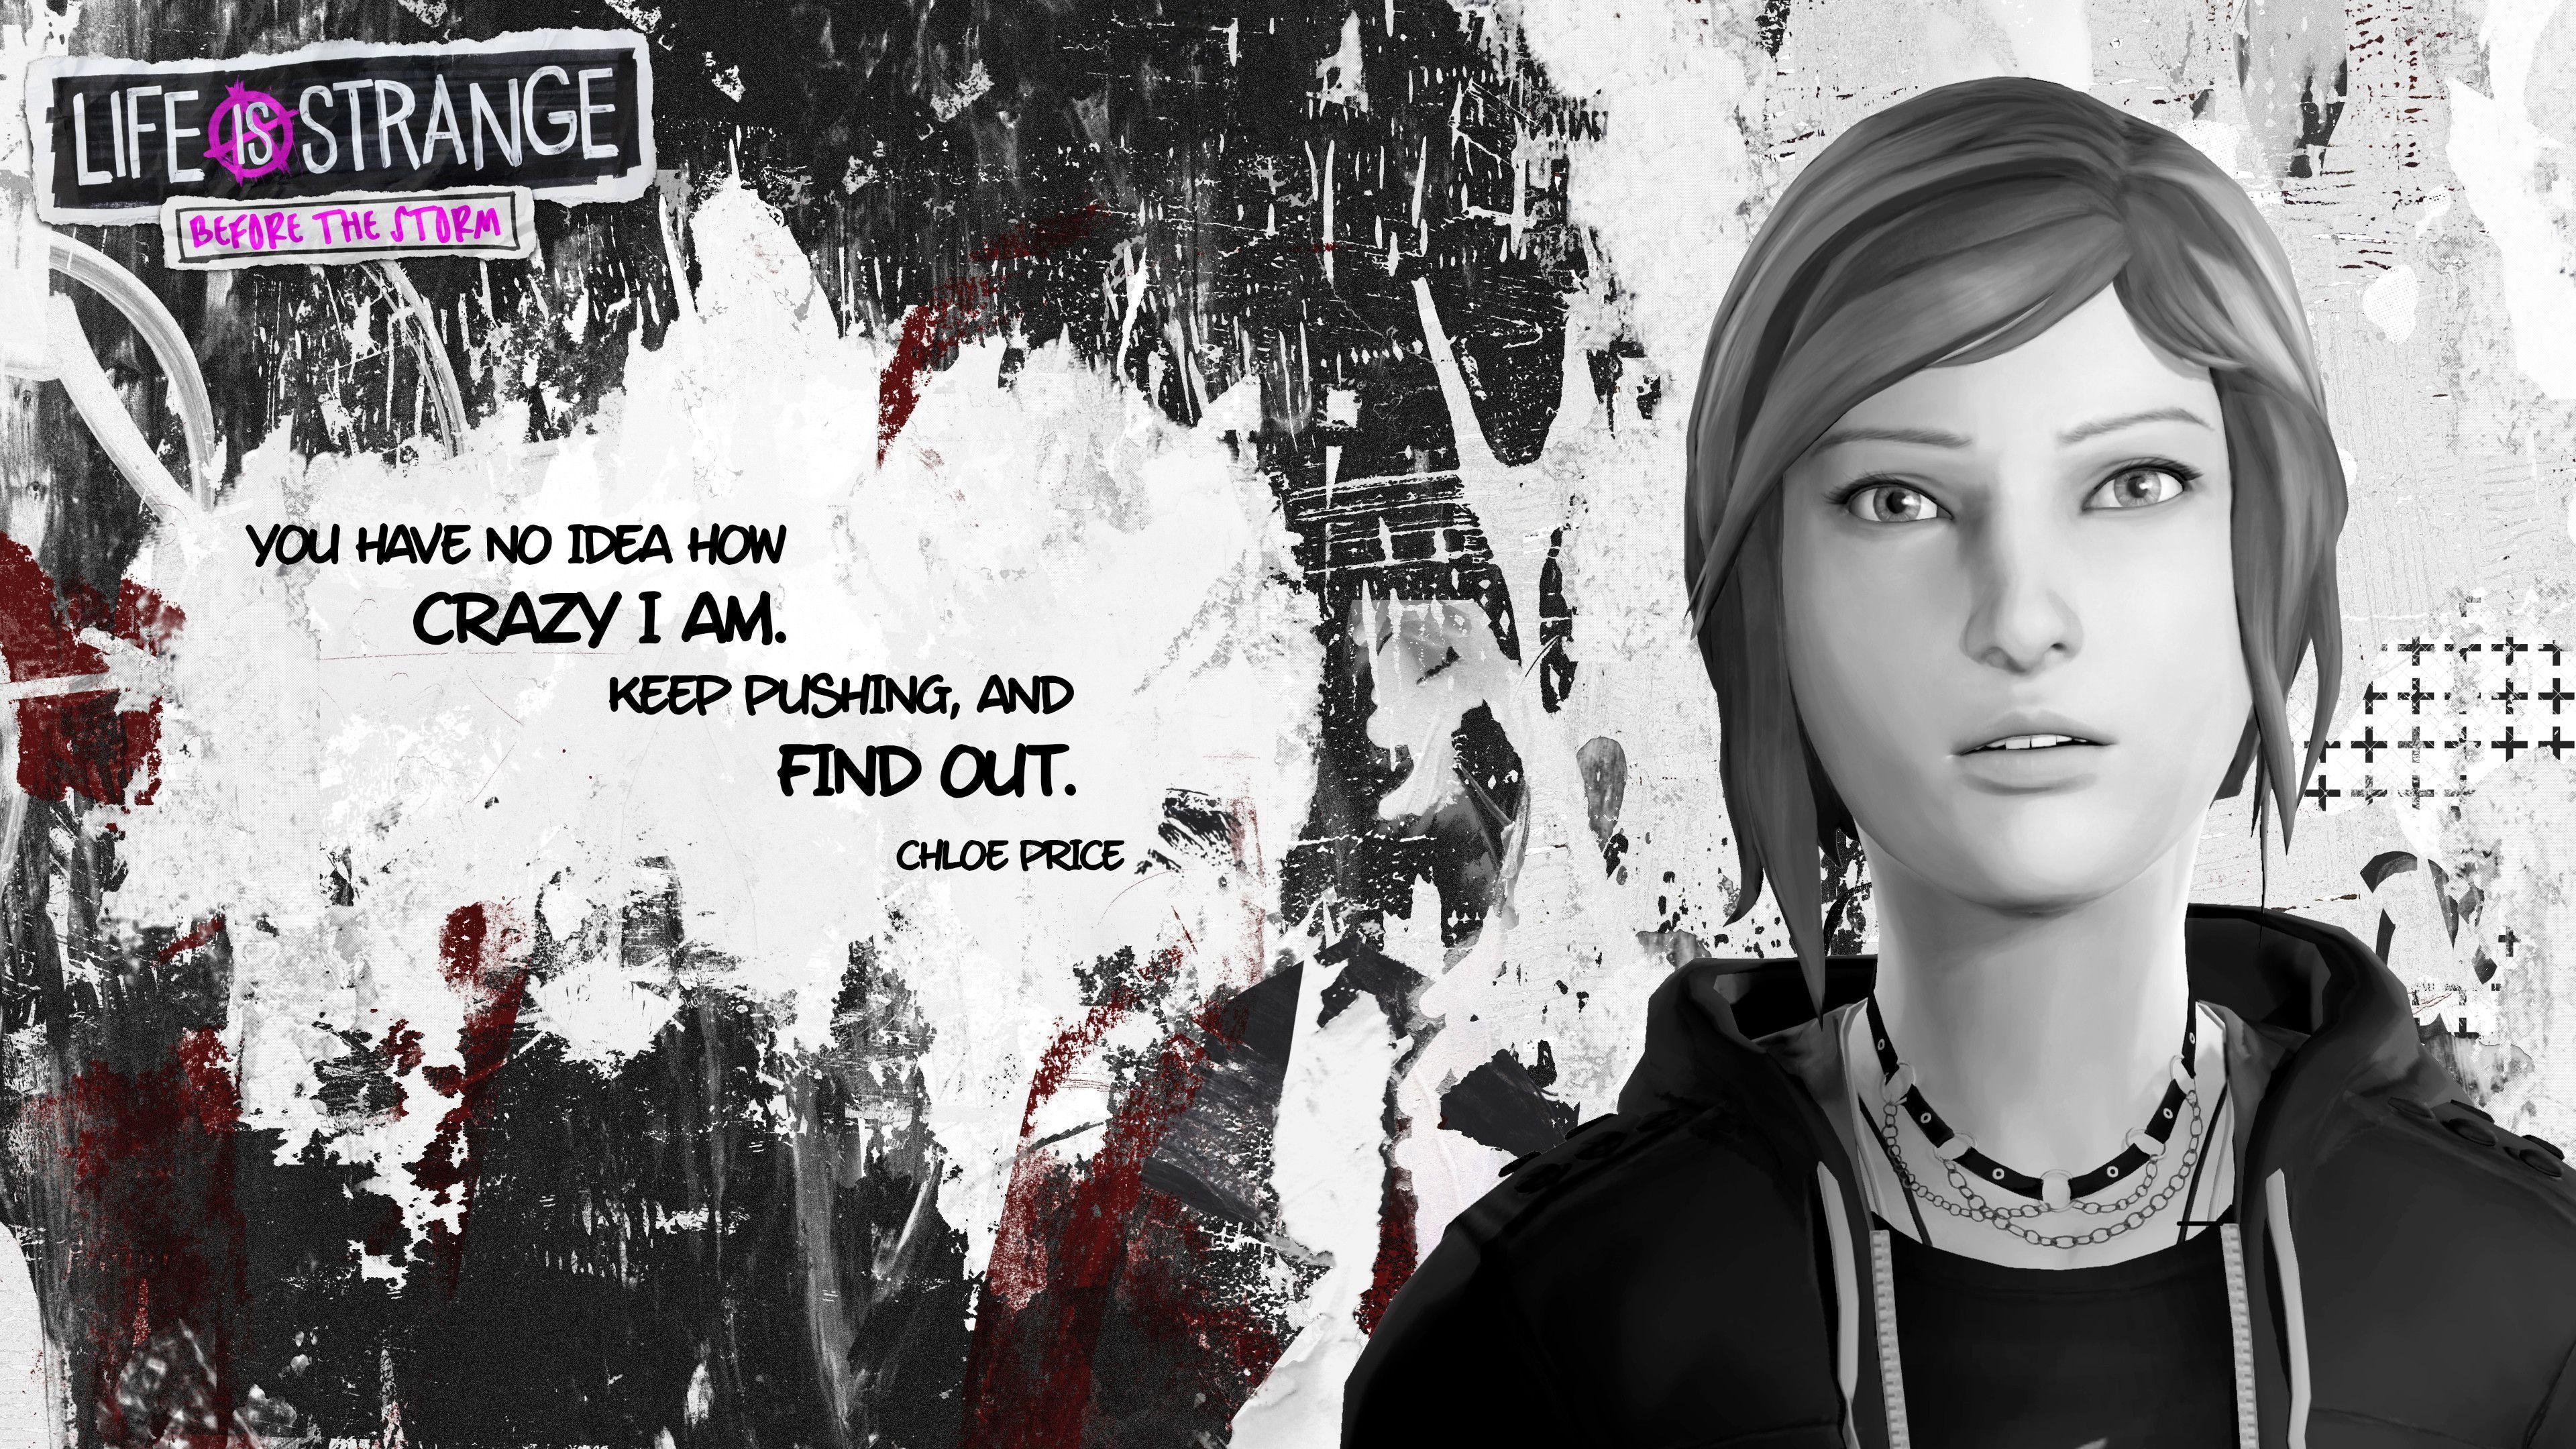 LIFE IS STRANGE
BEFORE THE STORM
YOU HAVE NO IDEA HOW
CRAZY I AM.
KEEP PUSHING, AND
FIND OUT.
CHLOE PRICE